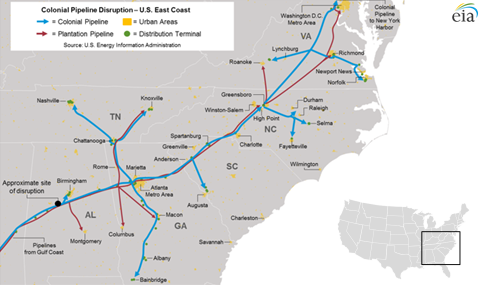 Colonial Pipeline Disruption – U.S. East Coast
Colonial Pipeline
Urban Areas
Plantation Pipeline
Distribution Terminal
Source: U.S. Energy Information Administration
Colonial
Pipeline
to New York
Harbor
eia
Washington D.C.
Metro Area
VA
Lynchburg
Richmond
Roanoke
Newport News
Norfolk
Nashville
Knoxville
TN
Greensboro
Winston-Salem
Durham
Raleigh
High Point
Selma
NC
Chattanooga
Spartanburg
Greenville
Charlotte
Fayetteville
Rome
Marietta
Anderson
Wilmington
SC
Approximate site
of disruption
Birmingham
Atlanta
Metro Area
Augusta
AL
Macon
Charleston
GA
Pipelines
from Gulf Coast
Montgomery
Columbus
Savannah
Albany
Bainbridge